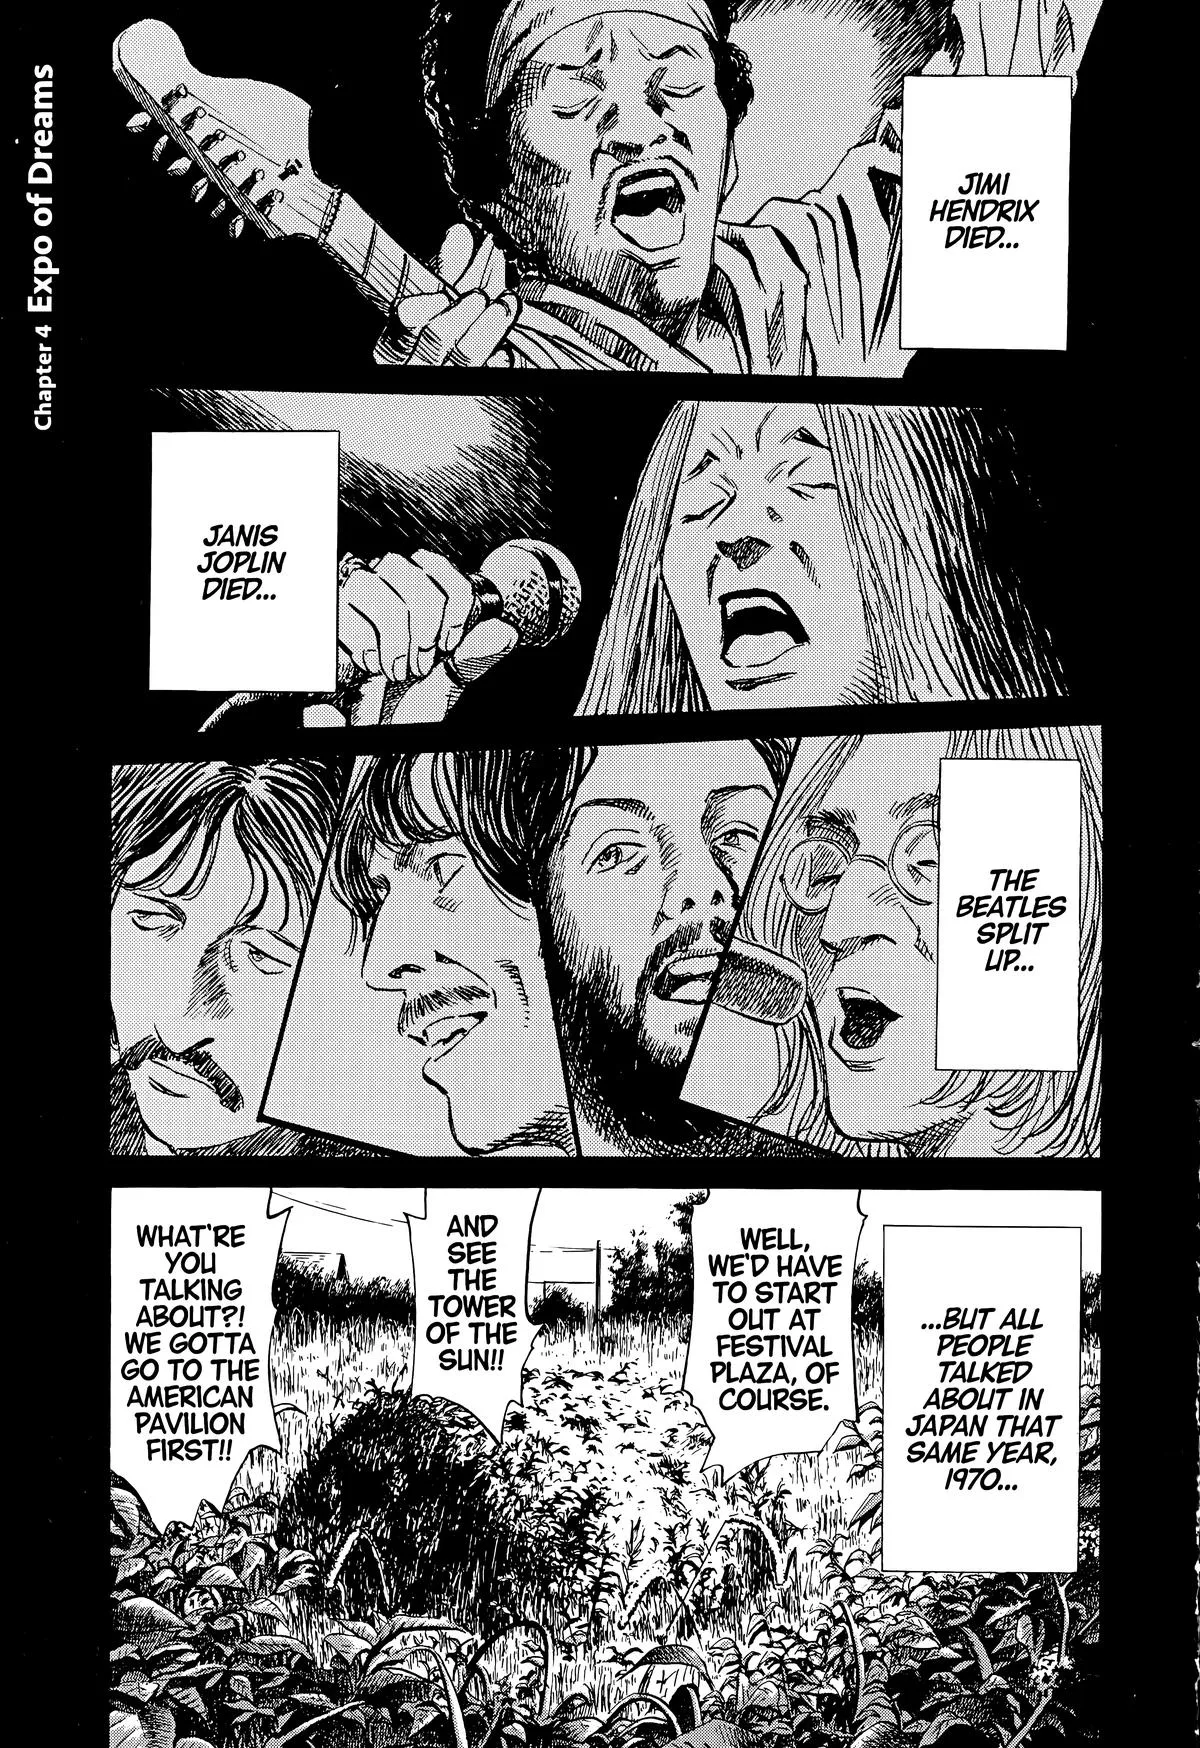 Chapter 4 Expo of Dreams
JIMI
HENDRIX
DIED...
JANIS
JOPLIN
DIED...
THE
BEATLES
SPLIT
UP...
...BUT ALL
PEOPLE
TALKED
ABOUT IN
JAPAN THAT
SAME YEAR,
1970...
WELL,
WE'D HAVE
TO START
OUT AT
FESTIVAL
PLAZA, OF
COURSE.
AND
SEE
THE
TOWER
OF THE
SUN!!
WHAT'RE
YOU
TALKING
ABOUT?!
WE GOTTA
GO TO THE
AMERICAN
PAVILION
FIRST!!